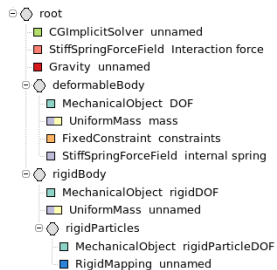 root
CGImplicitSolver unnamed
StiffSpringForceField Interaction force
Gravity unnamed
deformableBody
MechanicalObject DOF
UniformMass mass
FixedConstraint constraints
StiffSpringForceField internal spring
rigidBody
MechanicalObject rigidDOF
UniformMass unnamed
rigidParticles
MechanicalObject rigidParticleDOF
RigidMapping unnamed